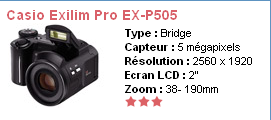 Casio Exilim Pro EX-P505
Type : Bridge
Capteur : 5 mégapixels
Résolution : 2560 x 1920
Ecran LCD : 2"
Zoom : 38- 190mm